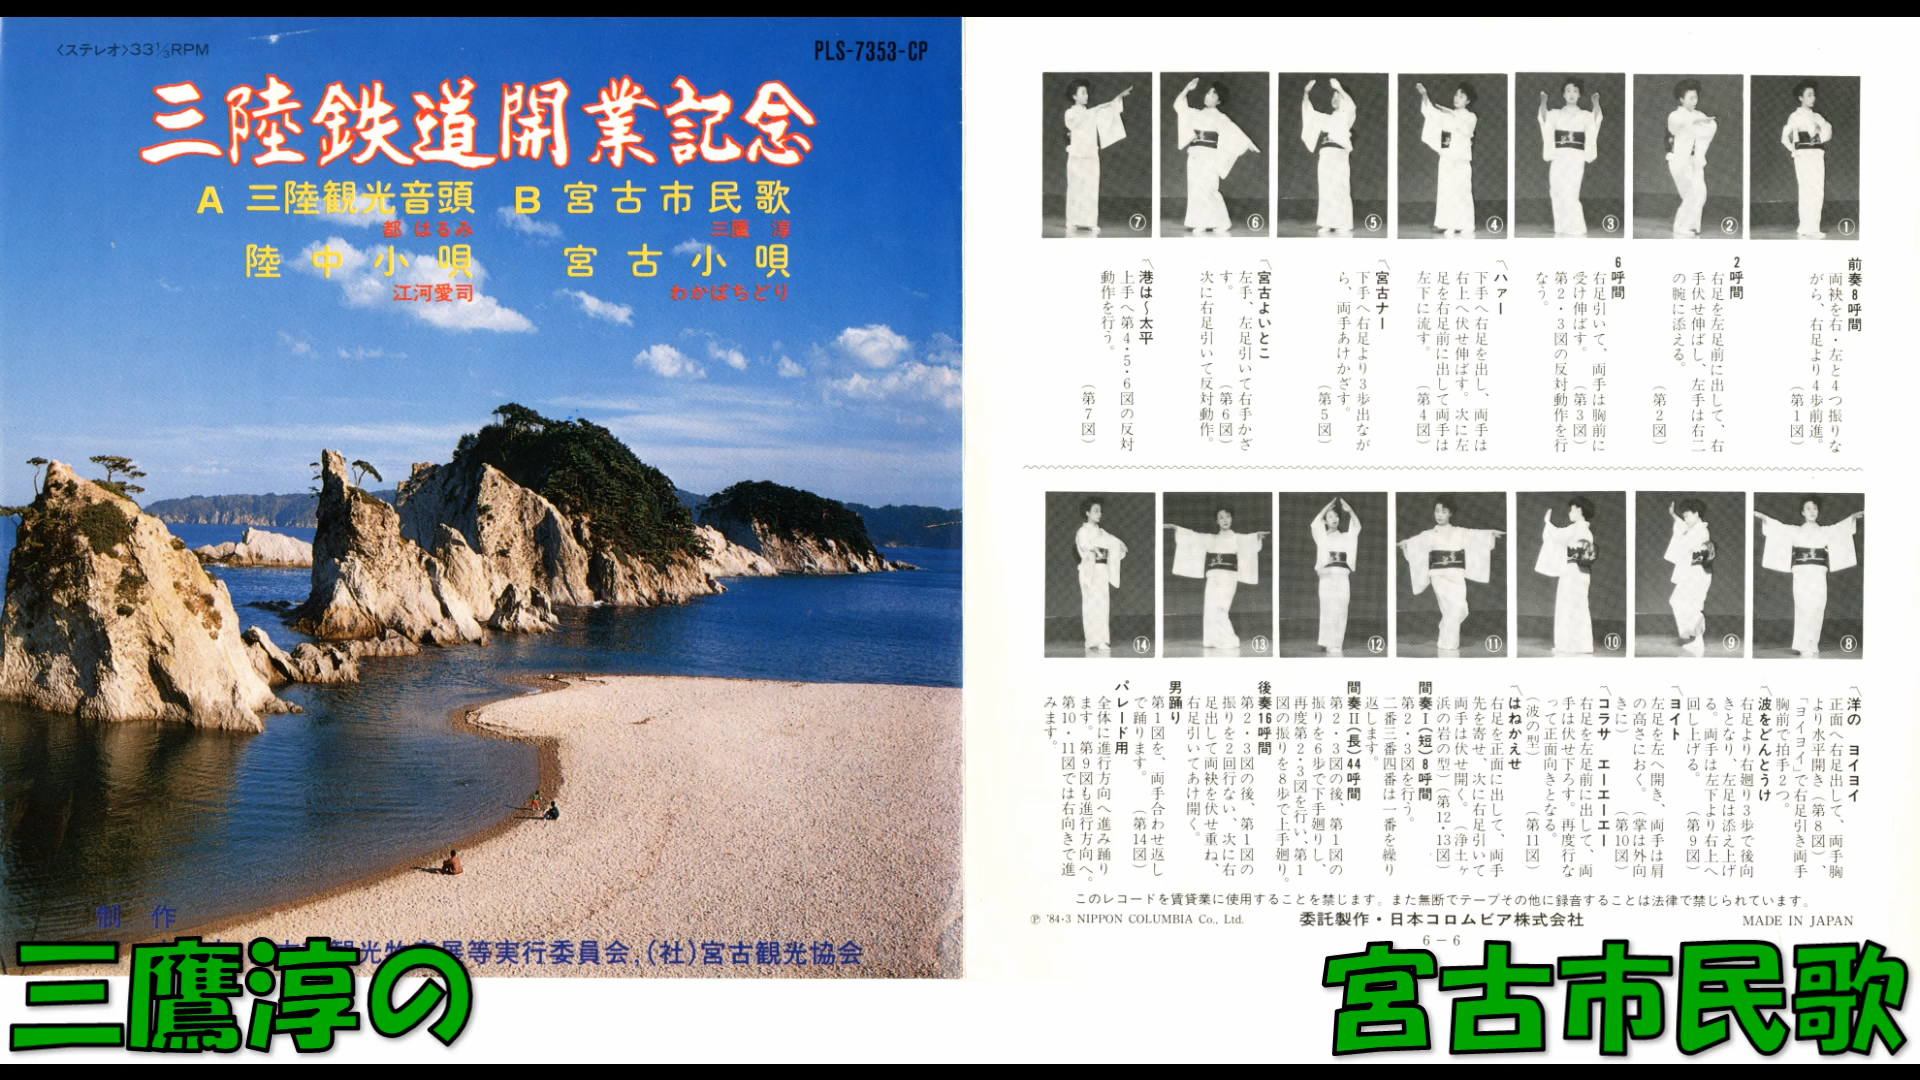 〈ステレオ〉33⅓RPM
PLS-7353-CP
三陸鉄道開業記念
A 三陸観光音頭
都 はるみ
陸中小唄
江河愛司
B 宮古市民歌
三鷹 淳
宮古小唄
わかばちどり
制 作
展等実行委員会,(社)宮古観光協会
三鷹淳の
①
②
③
④
⑤
⑥
⑦
前奏8呼間
両袂を右・左と4つ振りな
がら、右足より4歩前進。
(第1図)
2呼間
右足を左足前に出して、右
手伏せ伸ばし、左手は右二
の腕に添える。
(第2図)
6呼間
右足引いて、両手は胸前に
受け伸ばす。 (第3図)
第2・3図の反対動作を行
なう。
〽ハァー
下手へ右足を出し、両手は
右上へ伏せ伸ばす。次に左
足を右足前に出して両手は
左下に流す。 (第4図)
〽宮古ナー
下手へ右足より3歩出なが
ら、両手あけかざす。
(第5図)
〽宮古よいとこ
左手、左足引いて右手かざ
す。 (第6図)
次に右足引いて反対動作。
〽港は〜太平
上手へ第4・5・6図の反対
動作を行う。
(第7図)
⑧
⑨
⑩
⑪
⑫
⑬
⑭
〽洋の ヨイヨイ
正面へ右足出して、両手胸
より水平開き(第8図)、
「ヨイヨイ」で右足引き両手
胸前で拍手2つ。
〽波をどんとうけ
右足より右廻り3歩で後向
きとなり、左足は添え上げ
る。両手は左下より右上へ
回し上げる。 (第9図)
〽ヨイト
左足を左へ開き、両手は肩
の高さにおく。(掌は外向
きに) (第10図)
〽コラサ エーエーエー
右足を左足前に出して、両
手は伏せ下ろす。再度行な
って正面向きとなる。
(波の型) (第11図)
〽はねかえせ
右足を正面に出して、両手
先を寄せ、次に右足引いて
両手は伏せ開く。(浄土ヶ
浜の岩の型)(第12・13図)
間奏Ⅰ(短)8呼間
第2・3図を行う。
二番三番四番は一番を繰り
返します。
間奏Ⅱ(長)44呼間
第2・3図の後、第1図の
振りを6歩で下手廻りし、
再度第2・3図を行い、第1
図の振りを8歩で上手廻り。
後奏16呼間
第2・3図の後、第1図の
振りを2回行ない、次に右
足出して両袂を伏せ重ね、
右足引いてあけ開く。
男踊り
第1図を、両手合わせ返し
で踊ります。 (第14図)
パレード用
全体に進行方向へ進み踊り
ます。第9図も進行方向へ。
第10・11図では右向きで進
みます。
このレコードを賃貸業に使用することを禁じます。また無断でテープその他に録音することは法律で禁じられています。
Ⓟ '84・3 NIPPON COLUMBIA Co., Ltd.
委託製作・日本コロムビア株式会社
MADE IN JAPAN
6－6
宮古市民歌